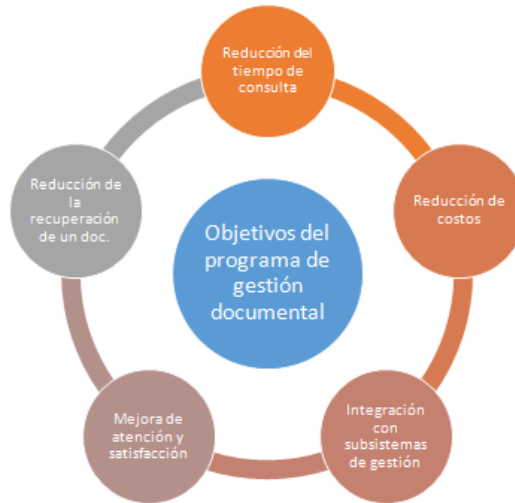 Reducción del
tiempo de
consulta
Reducción de
costos
Integración
con
subsistemas
de gestión
Mejora de
atención y
satisfacción
Reducción de
la
recuperación
de un doc.
Objetivos del
programa de
gestión
documental